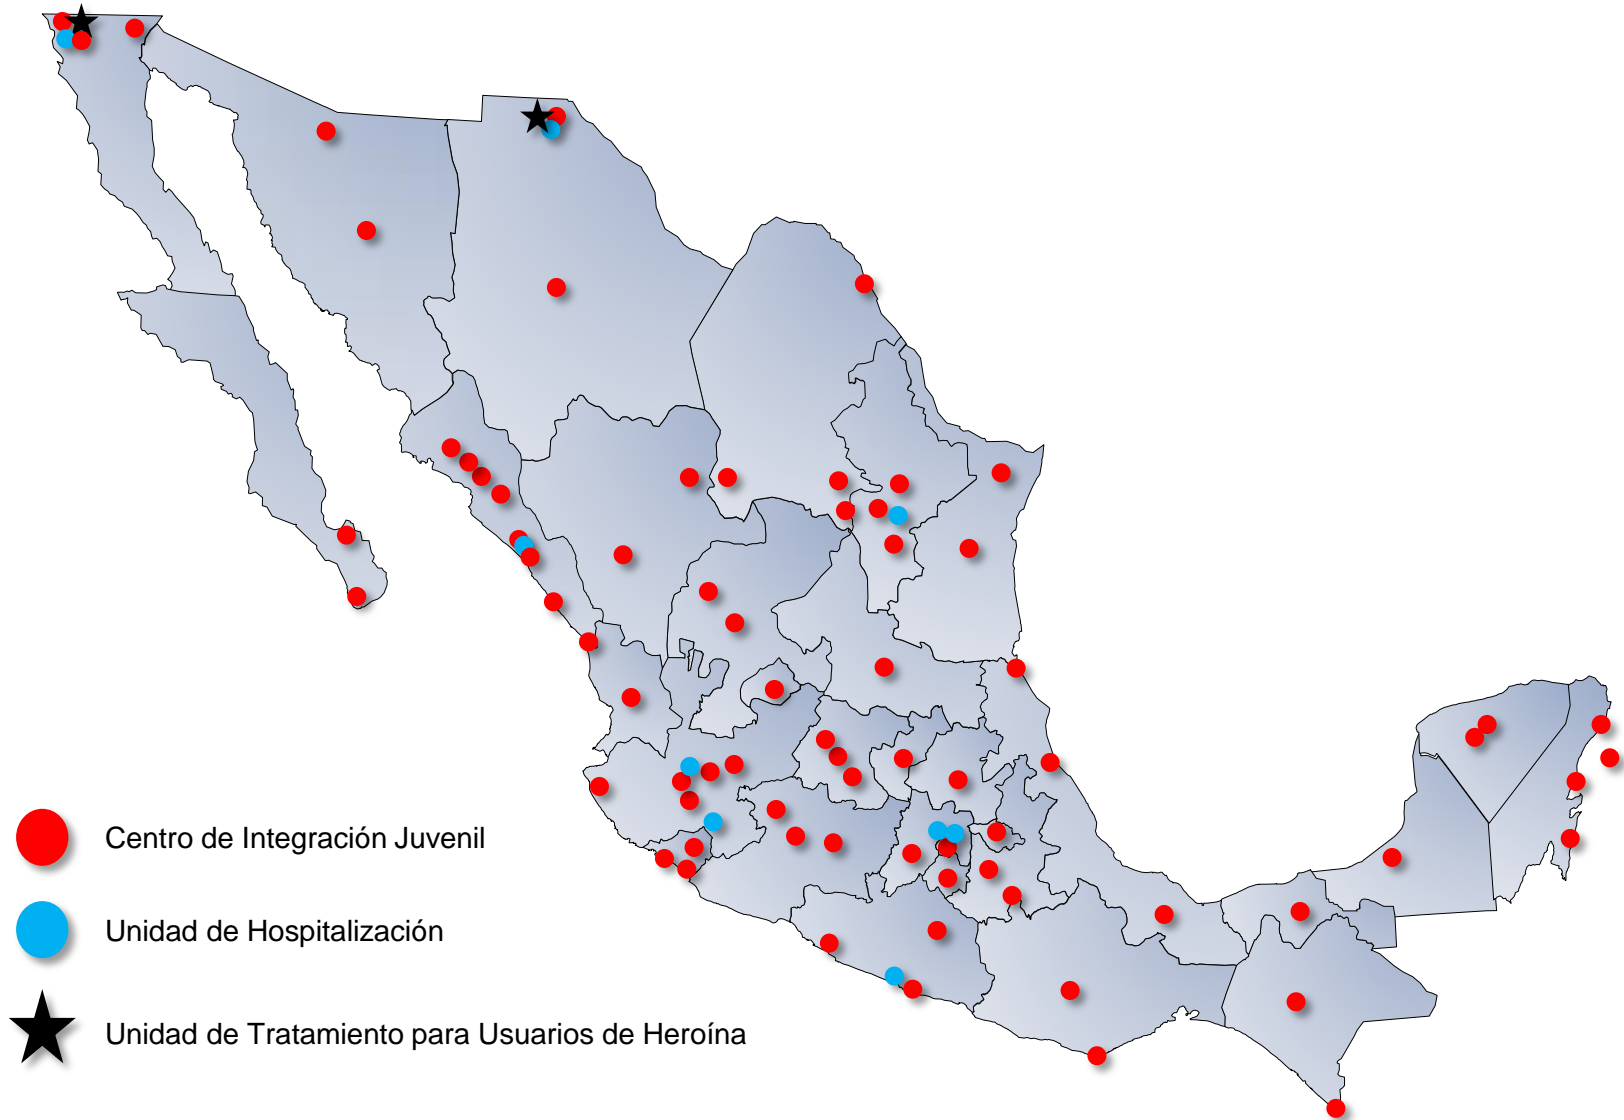 Centro de Integración Juvenil
Unidad de Hospitalización
Unidad de Tratamiento para Usuarios de Heroína